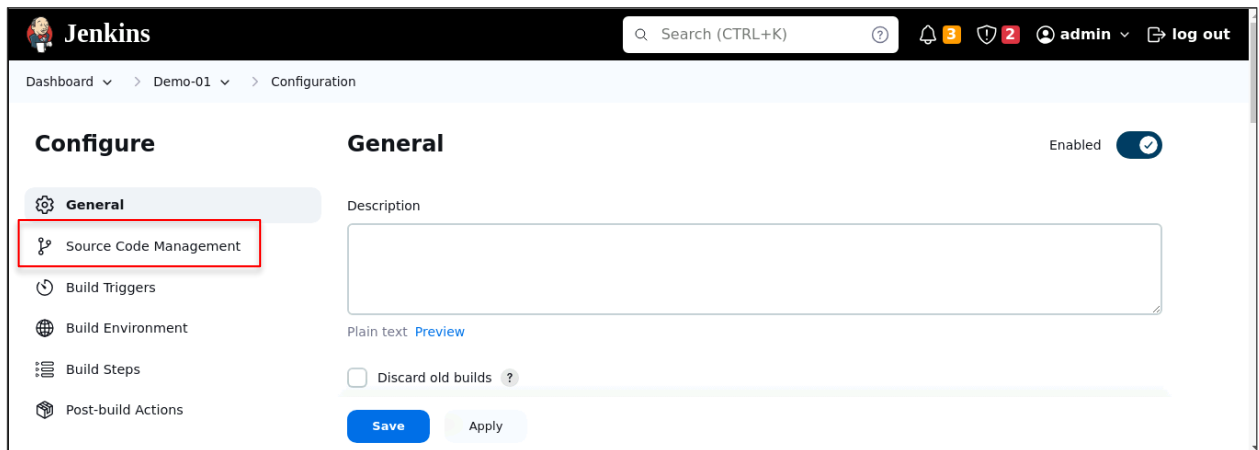 Jenkins
Search (CTRL+K) ?
3 2 admin log out
Dashboard > Demo-01 > Configuration
Configure
General
Enabled
General
Source Code Management
Build Triggers
Build Environment
Build Steps
Post-build Actions
Description
Plain text Preview
Discard old builds ?
Save Apply